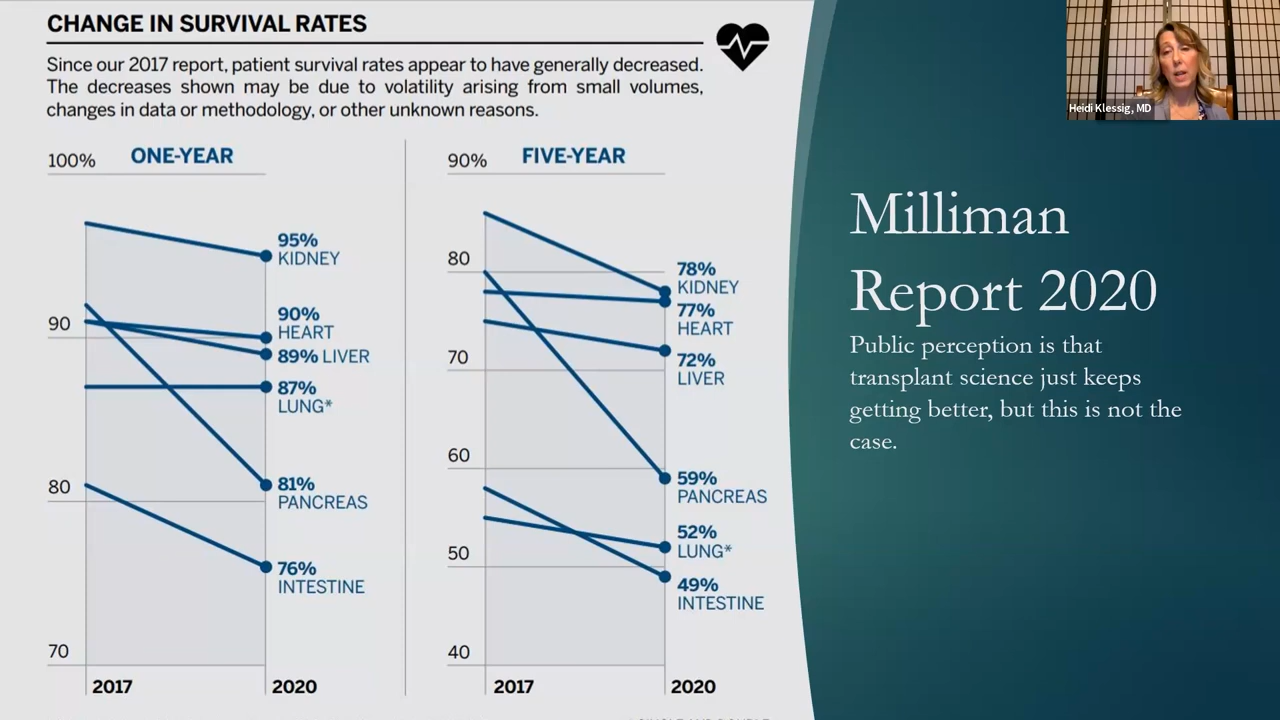 CHANGE IN SURVIVAL RATES
Since our 2017 report, patient survival rates appear to have generally decreased.
The decreases shown may be due to volatility arising from small volumes,
changes in data or methodology, or other unknown reasons.
100% ONE-YEAR
90
80
70
95%
KIDNEY
90%
HEART
89% LIVER
87%
LUNG*
81%
PANCREAS
76%
INTESTINE
2017 2020
90% FIVE-YEAR
80
70
60
50
40
78%
KIDNEY
77%
HEART
72%
LIVER
59%
PANCREAS
52%
LUNG*
49%
INTESTINE
2017 2020
Heidi Klessig, MD
Milliman
Report 2020
Public perception is that
transplant science just keeps
getting better, but this is not the
case.